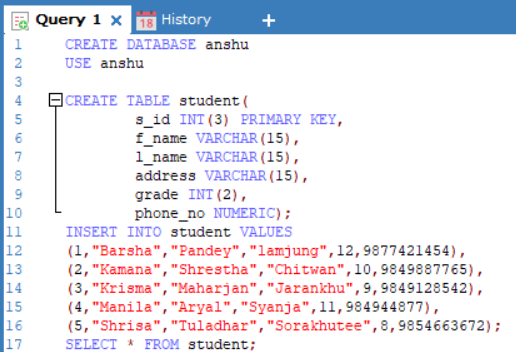 Query 1 × 18 History +
1 CREATE DATABASE anshu
2 USE anshu
3
4 CREATE TABLE student(
5 s_id INT(3) PRIMARY KEY,
6 f_name VARCHAR(15),
7 l_name VARCHAR(15),
8 address VARCHAR(15),
9 grade INT(2),
10 phone_no NUMERIC);
11 INSERT INTO student VALUES
12 (1,"Barsha","Pandey","lamjung",12,9877421454),
13 (2,"Kamana","Shrestha","Chitwan",10,9849887765),
14 (3,"Krisma","Maharjan","Jarankhu",9,9849128542),
15 (4,"Manila","Aryal","Syanja",11,984944877),
16 (5,"Shrisa","Tuladhar","Sorakhutee",8,9854663672);
17 SELECT * FROM student;